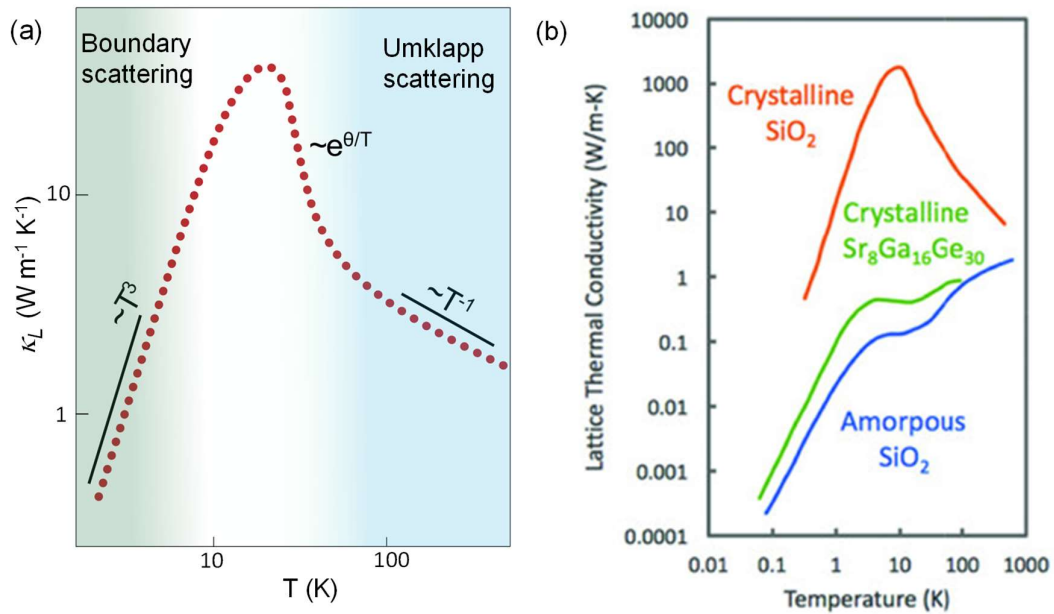 (a)
Boundary
scattering
Umklapp
scattering
~e^θ/T
~T³
~T⁻¹
κ_L (W m⁻¹ K⁻¹)
10
1
10
100
T (K)
(b)
10000
1000
100
10
1
0.1
0.01
0.001
0.0001
Lattice Thermal Conductivity (W/m-K)
Crystalline
SiO₂
Crystalline
Sr₈Ga₁₆Ge₃₀
Amorpous
SiO₂
0.01
0.1
1
10
100
1000
Temperature (K)